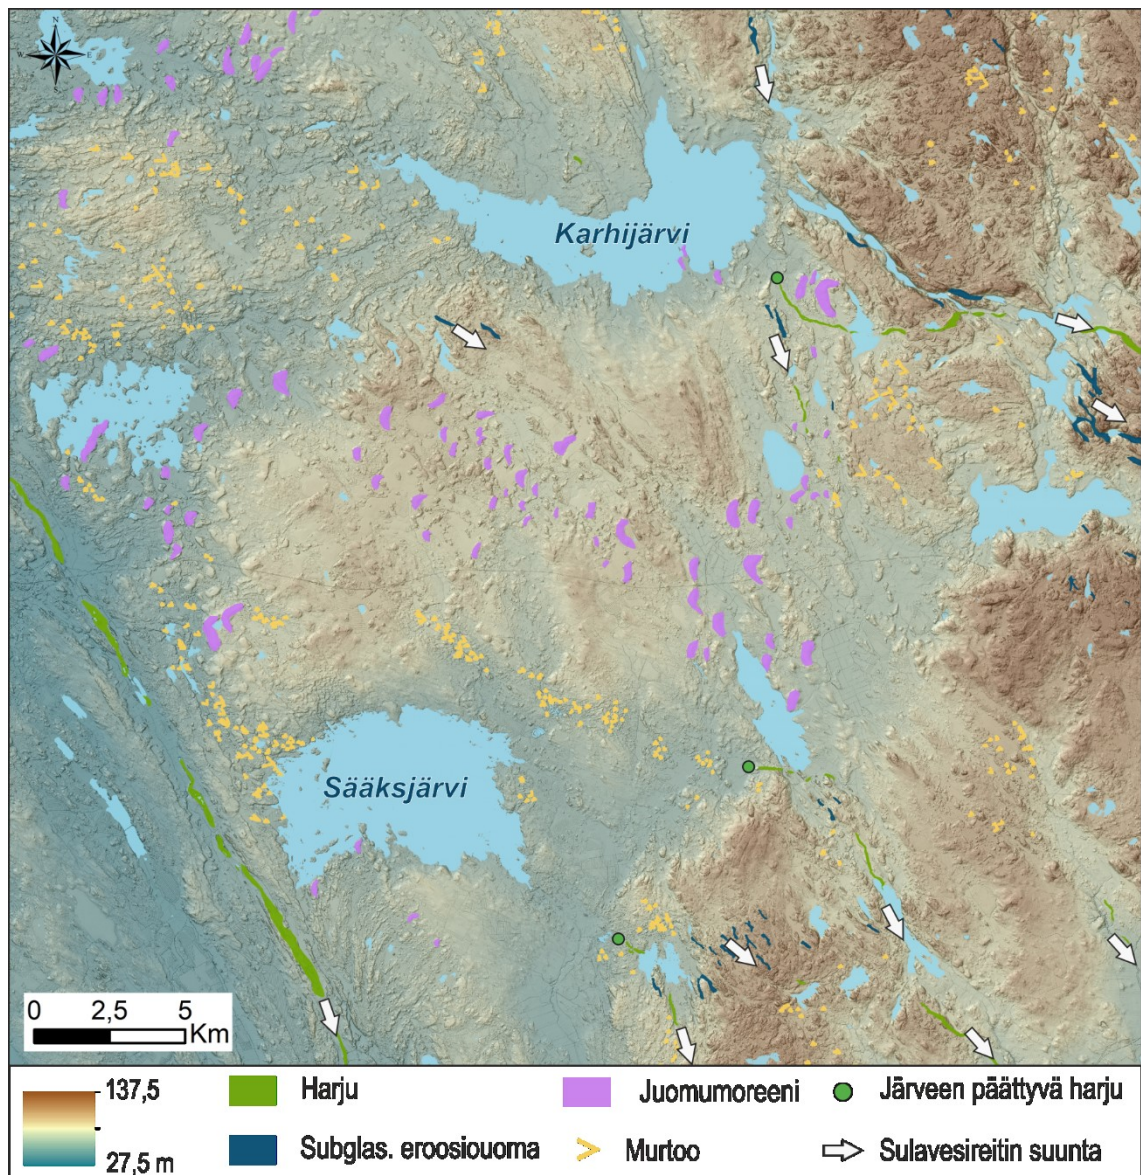 N
W E
S
Karhijärvi
Sääksjärvi
0 2,5 5
Km
137,5
27,5 m
Harju
Subglas. eroosiouoma
Juomumoreeni
Murtoo
Järveen päättyvä harju
Sulavesireitin suunta